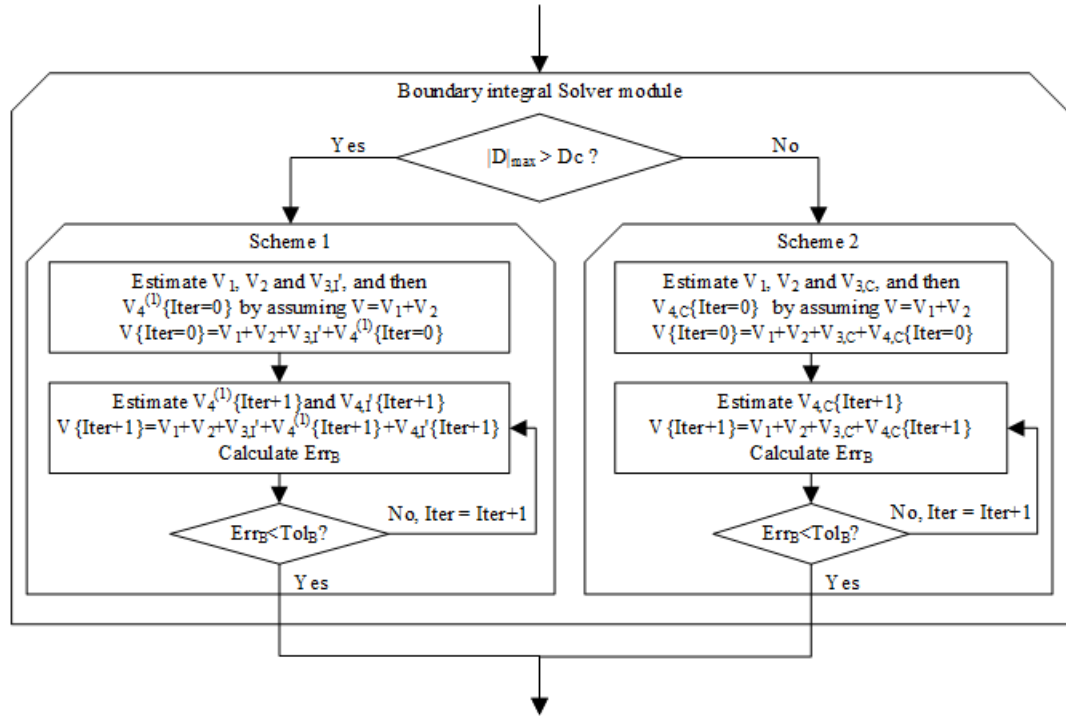 Boundary integral Solver module
|D|max > Dc ?
Yes
No
Scheme 1
Estimate V₁, V₂ and V₃,I', and then
V₄⁽¹⁾{Iter=0} by assuming V=V₁+V₂
V{Iter=0}=V₁+V₂+V₃,I'+V₄⁽¹⁾{Iter=0}
Estimate V₄⁽¹⁾{Iter+1}and V₄,I'{Iter+1}
V{Iter+1}=V₁+V₂+V₃,I'+V₄⁽¹⁾{Iter+1}+V₄,I'{Iter+1}
Calculate ErrB
No, Iter = Iter+1
ErrB<TolB?
Yes
Scheme 2
Estimate V₁, V₂ and V₃,C, and then
V₄,C{Iter=0} by assuming V=V₁+V₂
V{Iter=0}=V₁+V₂+V₃,C+V₄,C{Iter=0}
Estimate V₄,C{Iter+1}
V{Iter+1}=V₁+V₂+V₃,C+V₄,C{Iter+1}
Calculate ErrB
No, Iter = Iter+1
ErrB<TolB?
Yes